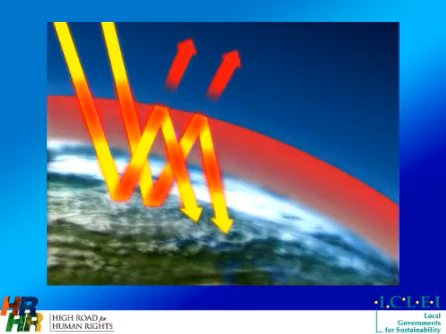 HR
HR
HIGH ROAD for
HUMAN RIGHTS
I.C.L.E.I
Local
Governments
for Sustainability